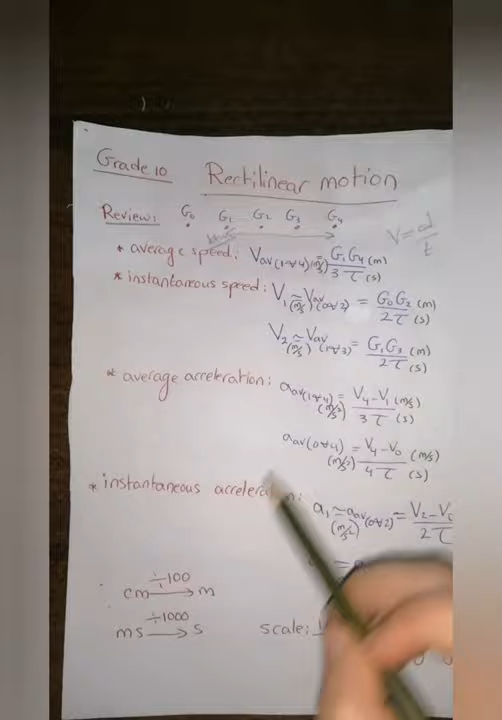 Grade 10
Rectilinear motion
Review: G₀ G₁ G₂ G₃ G₄
V = d/t
* average speed: Vav(1→4) (m/s) = G₁G₄ (m) / 3τ (s)
* instantaneous speed: V₁ (m/s) ≈ Vav(0→2) = G₀G₂ (m) / 2τ (s)
V₂ (m/s) ≈ Vav(1→3) = G₁G₃ (m) / 2τ (s)
* average acceleration: aav(1→4) (m/s²) = V₄-V₁ (m/s) / 3τ (s)
aav(0→4) (m/s²) = V₄-V₀ (m/s) / 4τ (s)
* instantaneous
a₁ (m/s²) ≈ aav(0→2) = V₂-V₀ / 2τ
cm ÷100 → m
ms ÷1000 → s
scale: